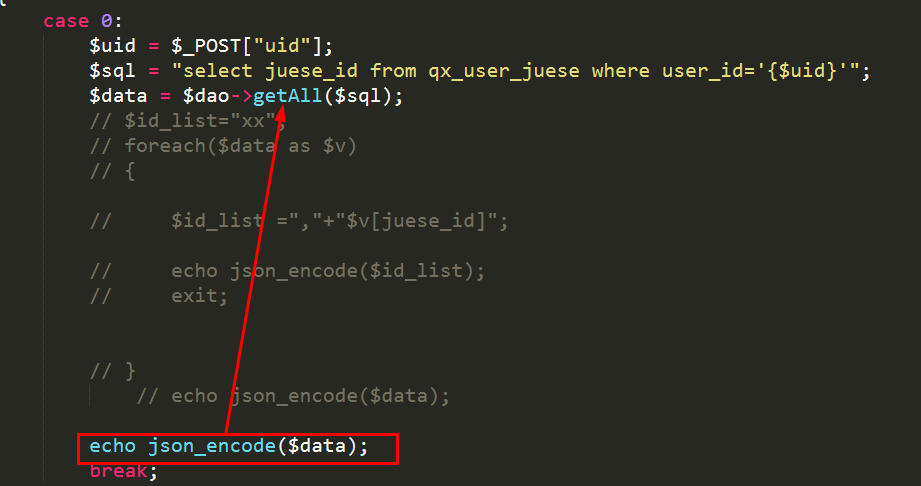 case 0:
$uid = $_POST["uid"];
$sql = "select juese_id from qx_user_juese where user_id='{$uid}'";
$data = $dao->getAll($sql);
// $id_list="xx";
// foreach($data as $v)
// {
//     $id_list =","+"$v[juese_id]";
//     echo json_encode($id_list);
//     exit;
// }
// echo json_encode($data);
echo json_encode($data);
break;